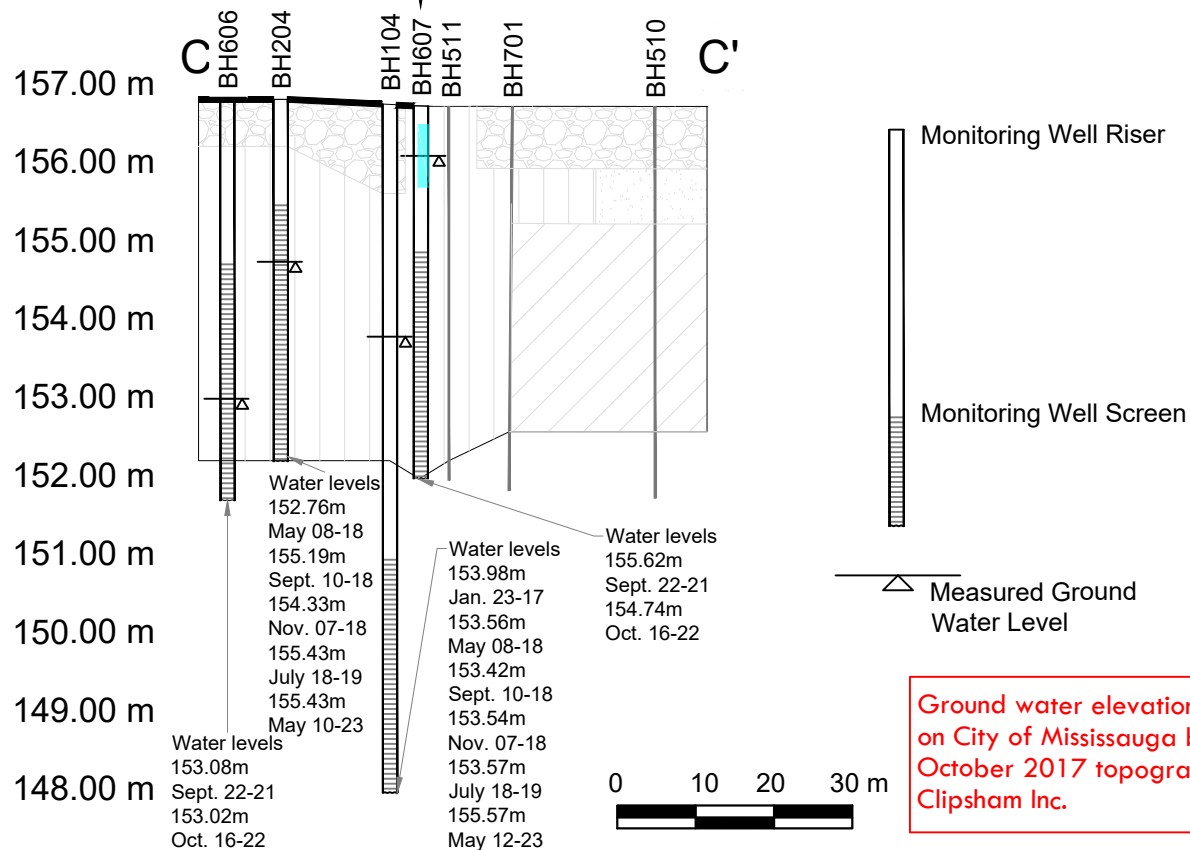 C
BH606
BH204
BH104
BH607
BH511
BH701
BH510
C'
157.00 m
156.00 m
155.00 m
154.00 m
153.00 m
152.00 m
151.00 m
150.00 m
149.00 m
148.00 m
Water levels
153.08m
Sept. 22-21
153.02m
Oct. 16-22
Water levels
152.76m
May 08-18
155.19m
Sept. 10-18
154.33m
Nov. 07-18
155.43m
July 18-19
155.43m
May 10-23
Water levels
153.98m
Jan. 23-17
153.56m
May 08-18
153.42m
Sept. 10-18
153.54m
Nov. 07-18
153.57m
July 18-19
155.57m
May 12-23
Water levels
155.62m
Sept. 22-21
154.74m
Oct. 16-22
0 10 20 30 m
Monitoring Well Riser
Monitoring Well Screen
Measured Ground
Water Level
Ground water elevation
on City of Mississauga
October 2017 topogra
Clipsham Inc.